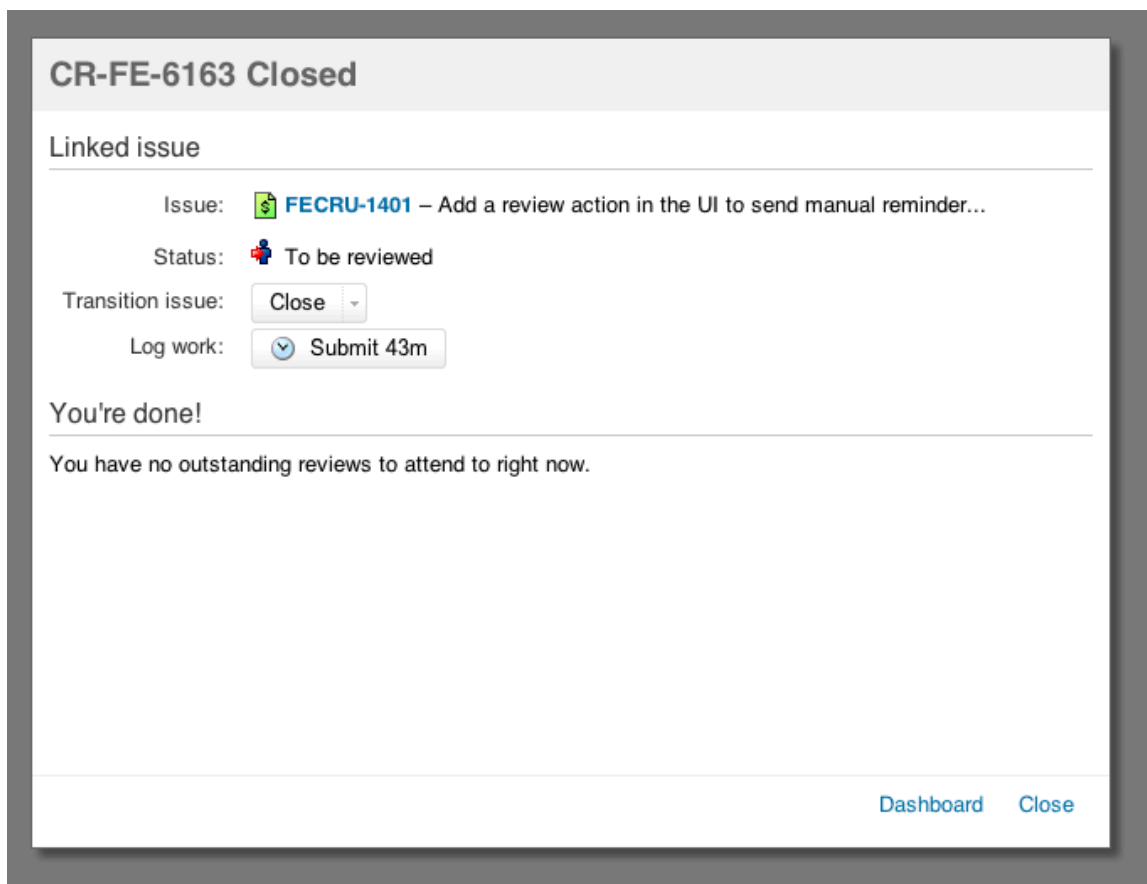 CR-FE-6163 Closed
Linked issue
Issue: $ FECRU-1401 – Add a review action in the UI to send manual reminder...
Status: To be reviewed
Transition issue: Close
Log work: Submit 43m
You're done!
You have no outstanding reviews to attend to right now.
Dashboard Close